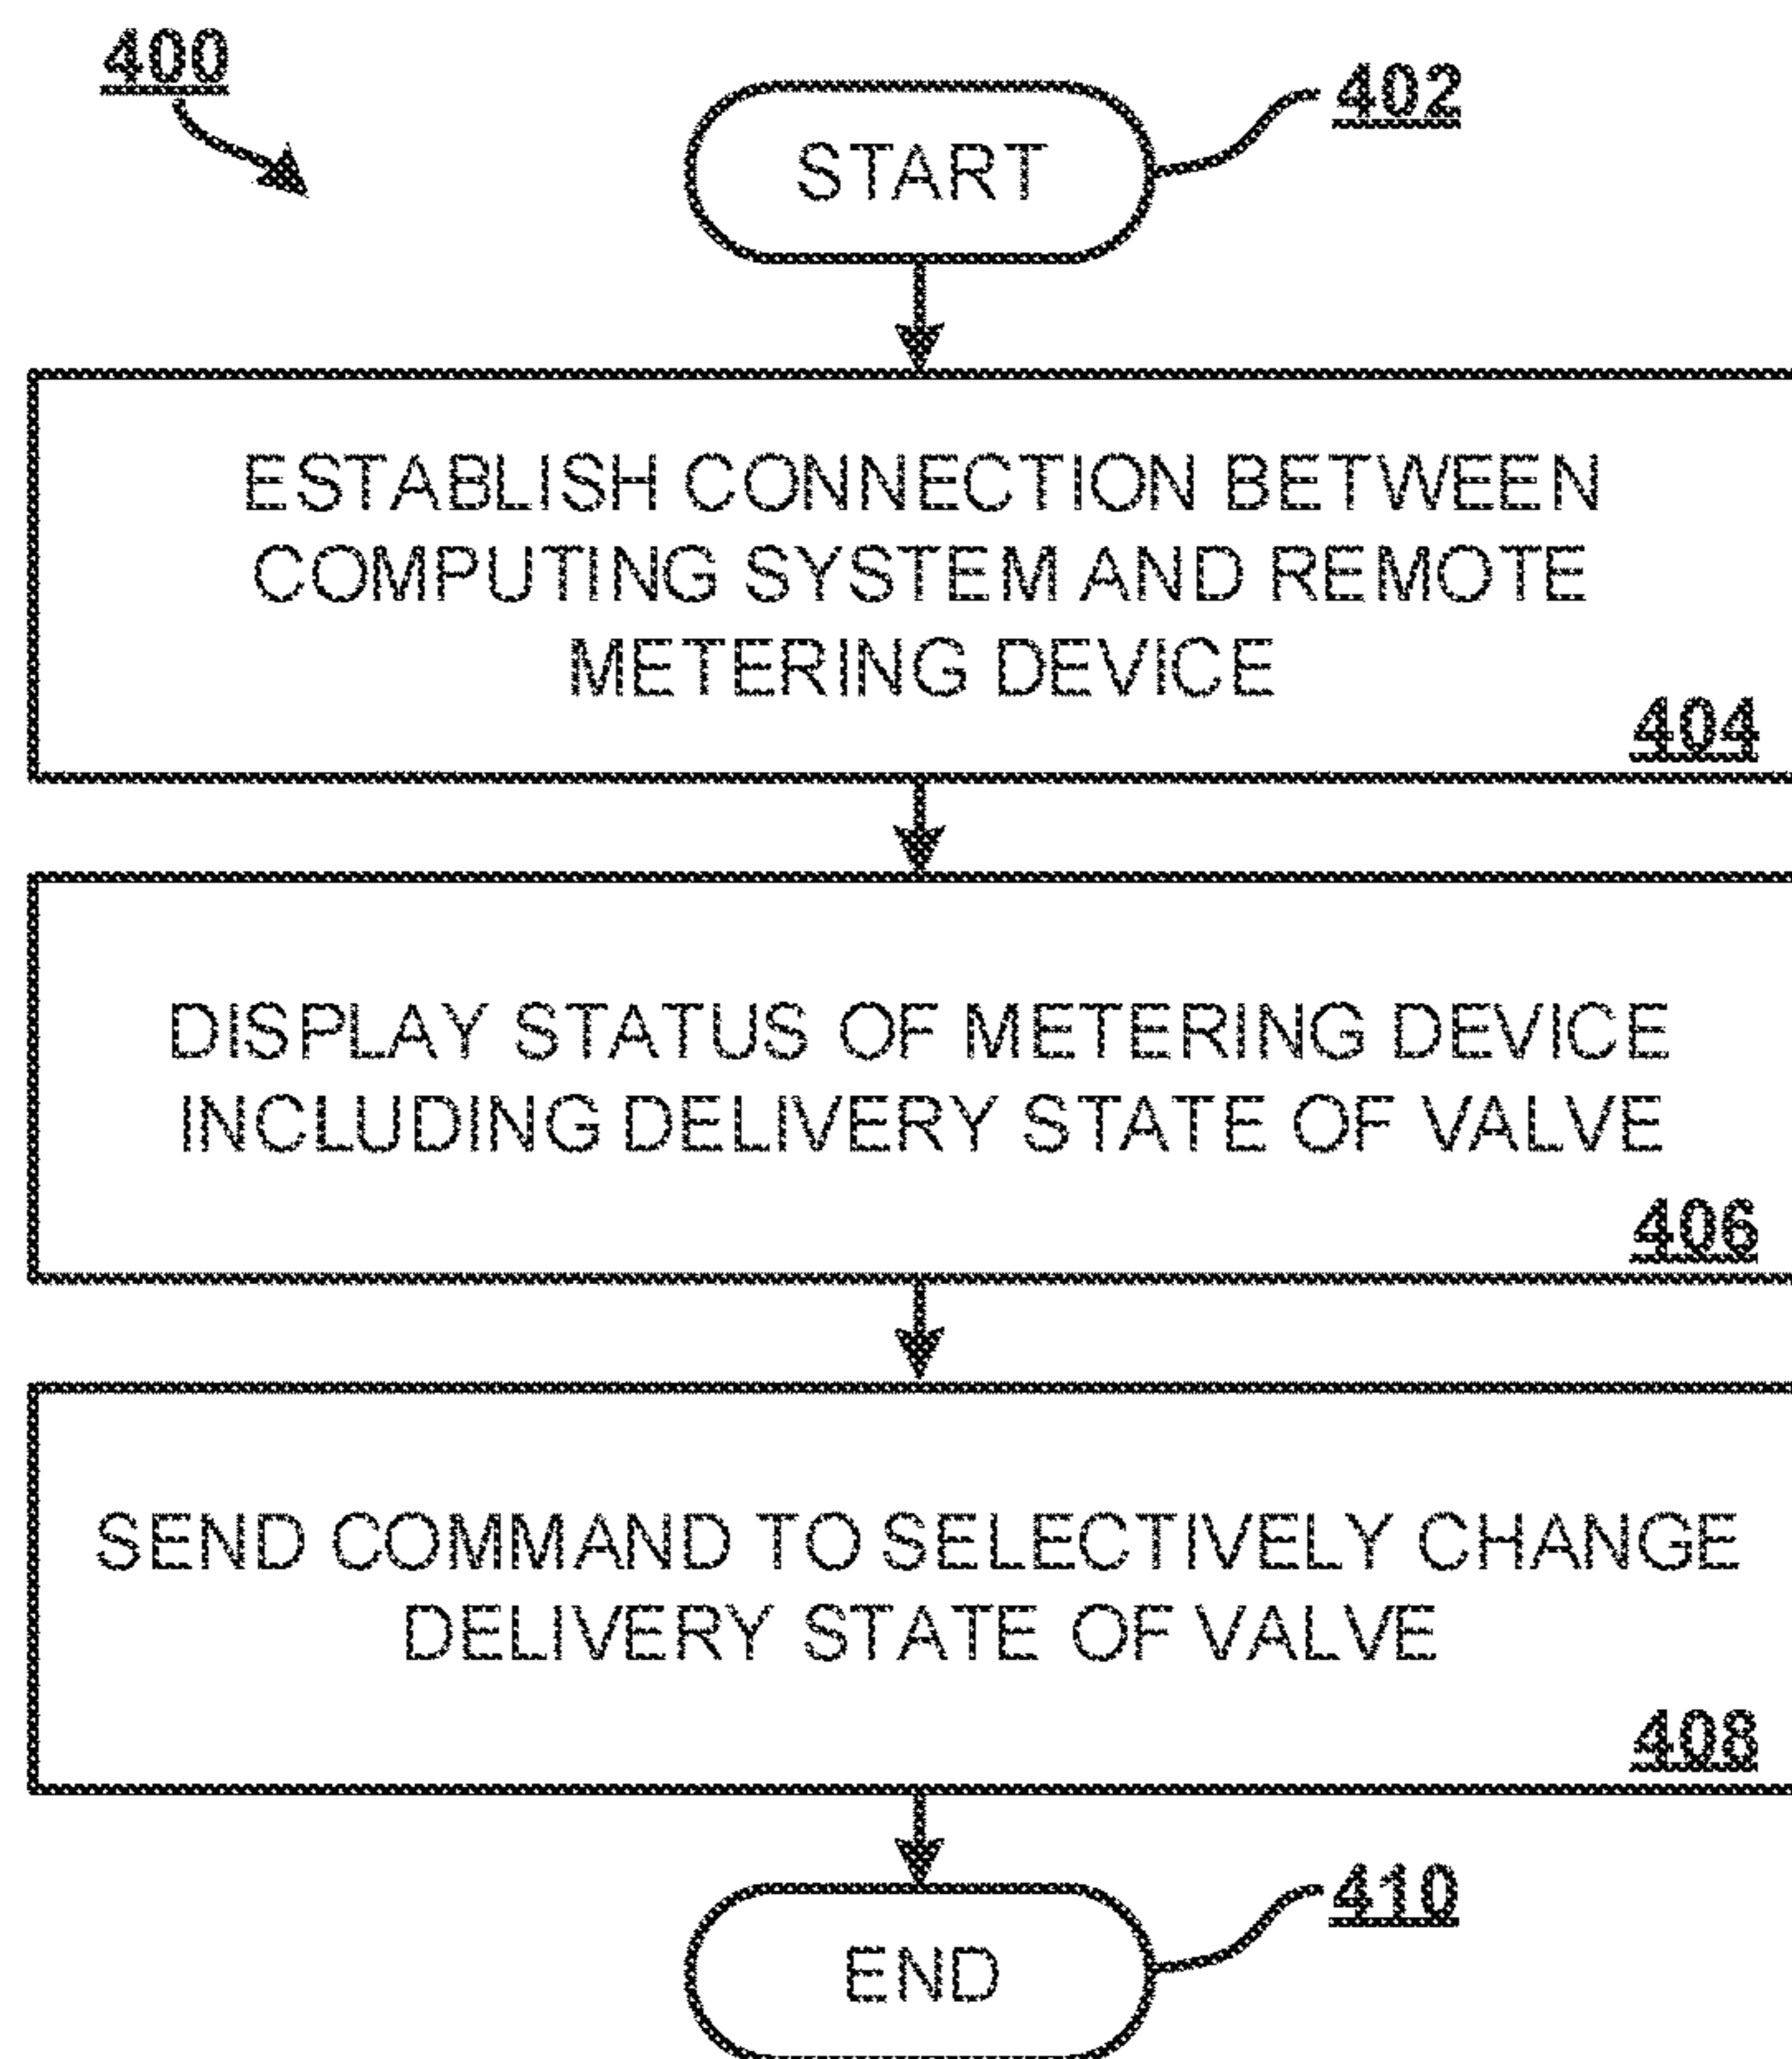 400
START
402
ESTABLISH CONNECTION BETWEEN
COMPUTING SYSTEM AND REMOTE
METERING DEVICE
404
DISPLAY STATUS OF METERING DEVICE
INCLUDING DELIVERY STATE OF VALVE
406
SEND COMMAND TO SELECTIVELY CHANGE
DELIVERY STATE OF VALVE
408
410
END